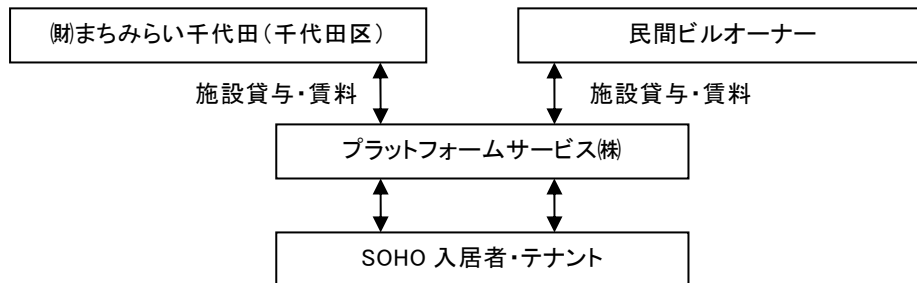 ㈶まちみらい千代田（千代田区）
民間ビルオーナー
施設貸与・賃料
施設貸与・賃料
プラットフォームサービス㈱
SOHO 入居者・テナント